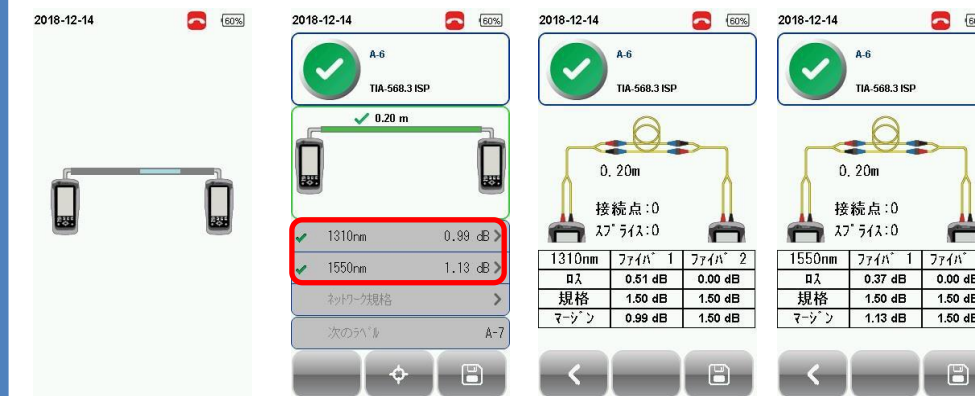 2018-12-14
60%
2018-12-14
60%
A-6
TIA-568.3 ISP
0.20 m
1310nm 0.99 dB
1550nm 1.13 dB
ﾈｯﾄﾜｰｸ規格
次のﾗﾍﾞﾙ A-7
2018-12-14
60%
A-6
TIA-568.3 ISP
0.20m
接続点:0
ｽﾌﾟﾗｲｽ:0
1310nm ﾌｧｲﾊﾞ 1 ﾌｧｲﾊﾞ 2
ﾛｽ 0.51 dB 0.00 dB
規格 1.50 dB 1.50 dB
ﾏｰｼﾞﾝ 0.99 dB 1.50 dB
2018-12-14
A-6
TIA-568.3 ISP
0.20m
接続点:0
ｽﾌﾟﾗｲｽ:0
1550nm ﾌｧｲﾊﾞ 1 ﾌｧｲﾊﾞ
ﾛｽ 0.37 dB 0.00 dB
規格 1.50 dB 1.50 dB
ﾏｰｼﾞﾝ 1.13 dB 1.50 dB